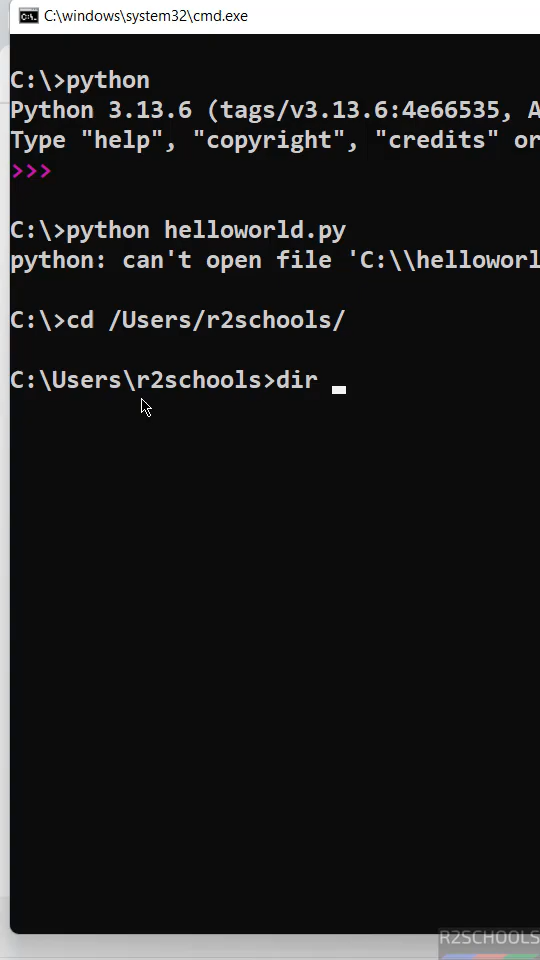 C:\windows\system32\cmd.exe
C:\>python
Python 3.13.6 (tags/v3.13.6:4e66535, A
Type "help", "copyright", "credits" or
>>>
C:\>python helloworld.py
python: can't open file 'C:\\helloworl
C:\>cd /Users/r2schools/
C:\Users\r2schools>dir
R2SCHOOLS